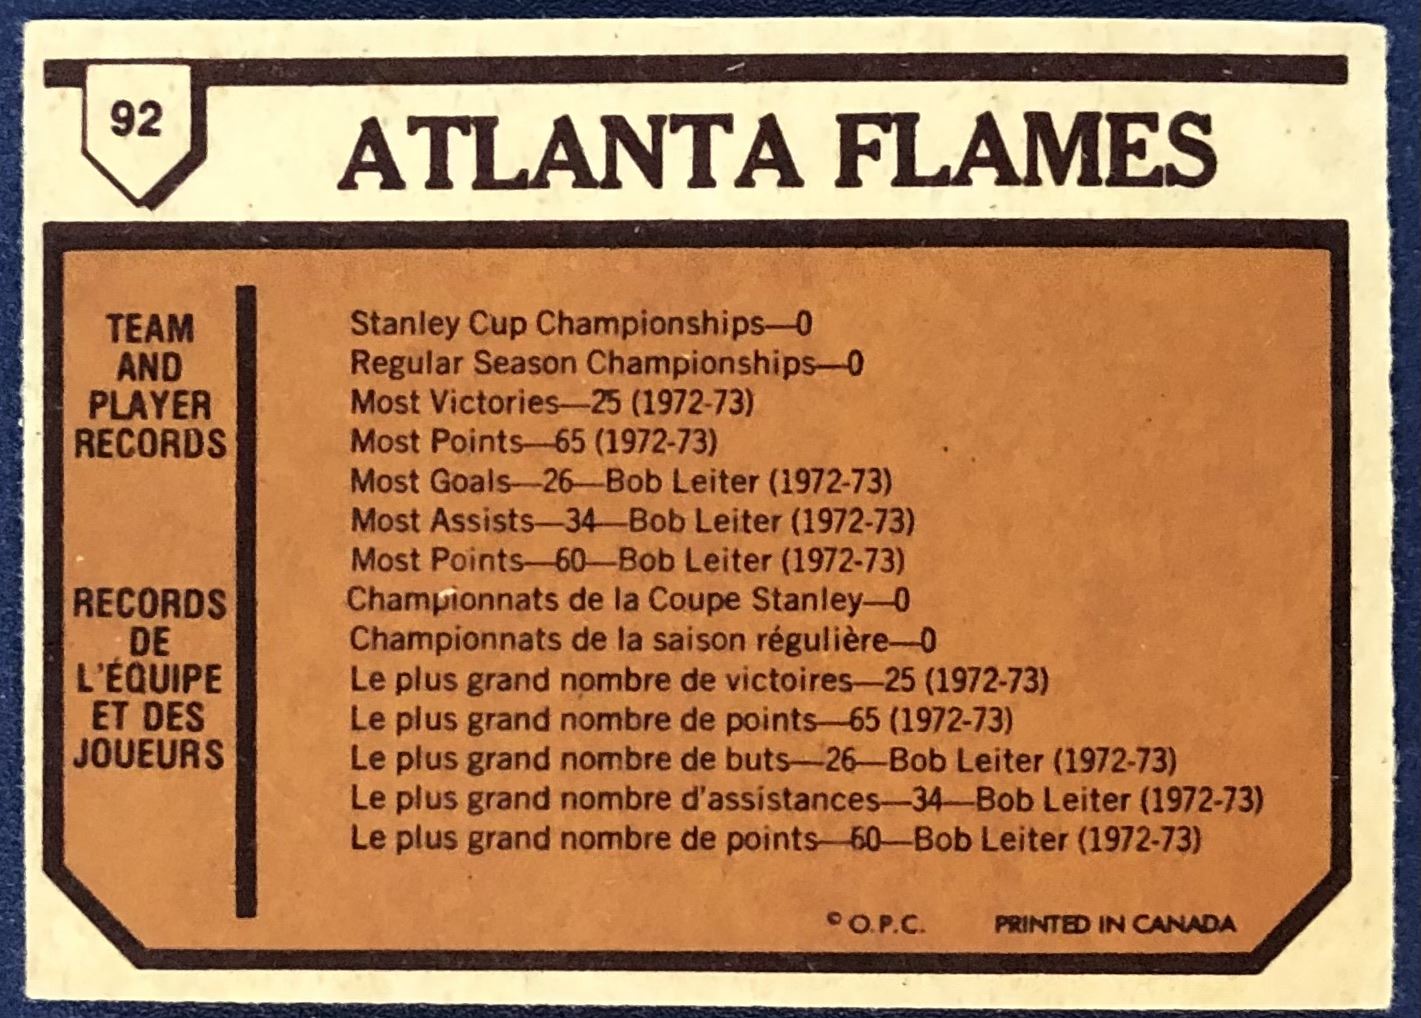 92
ATLANTA FLAMES
TEAM
AND
PLAYER
RECORDS
Stanley Cup Championships—0
Regular Season Championships—0
Most Victories—25 (1972-73)
Most Points—65 (1972-73)
Most Goals—26—Bob Leiter (1972-73)
Most Assists—34—Bob Leiter (1972-73)
Most Points—60—Bob Leiter (1972-73)
RECORDS
DE
L'ÉQUIPE
ET DES
JOUEURS
Championnats de la Coupe Stanley—0
Championnats de la saison régulière—0
Le plus grand nombre de victoires—25 (1972-73)
Le plus grand nombre de points—65 (1972-73)
Le plus grand nombre de buts—26—Bob Leiter (1972-73)
Le plus grand nombre d'assistances—34—Bob Leiter (1972-73)
Le plus grand nombre de points—60—Bob Leiter (1972-73)
© O.P.C. PRINTED IN CANADA